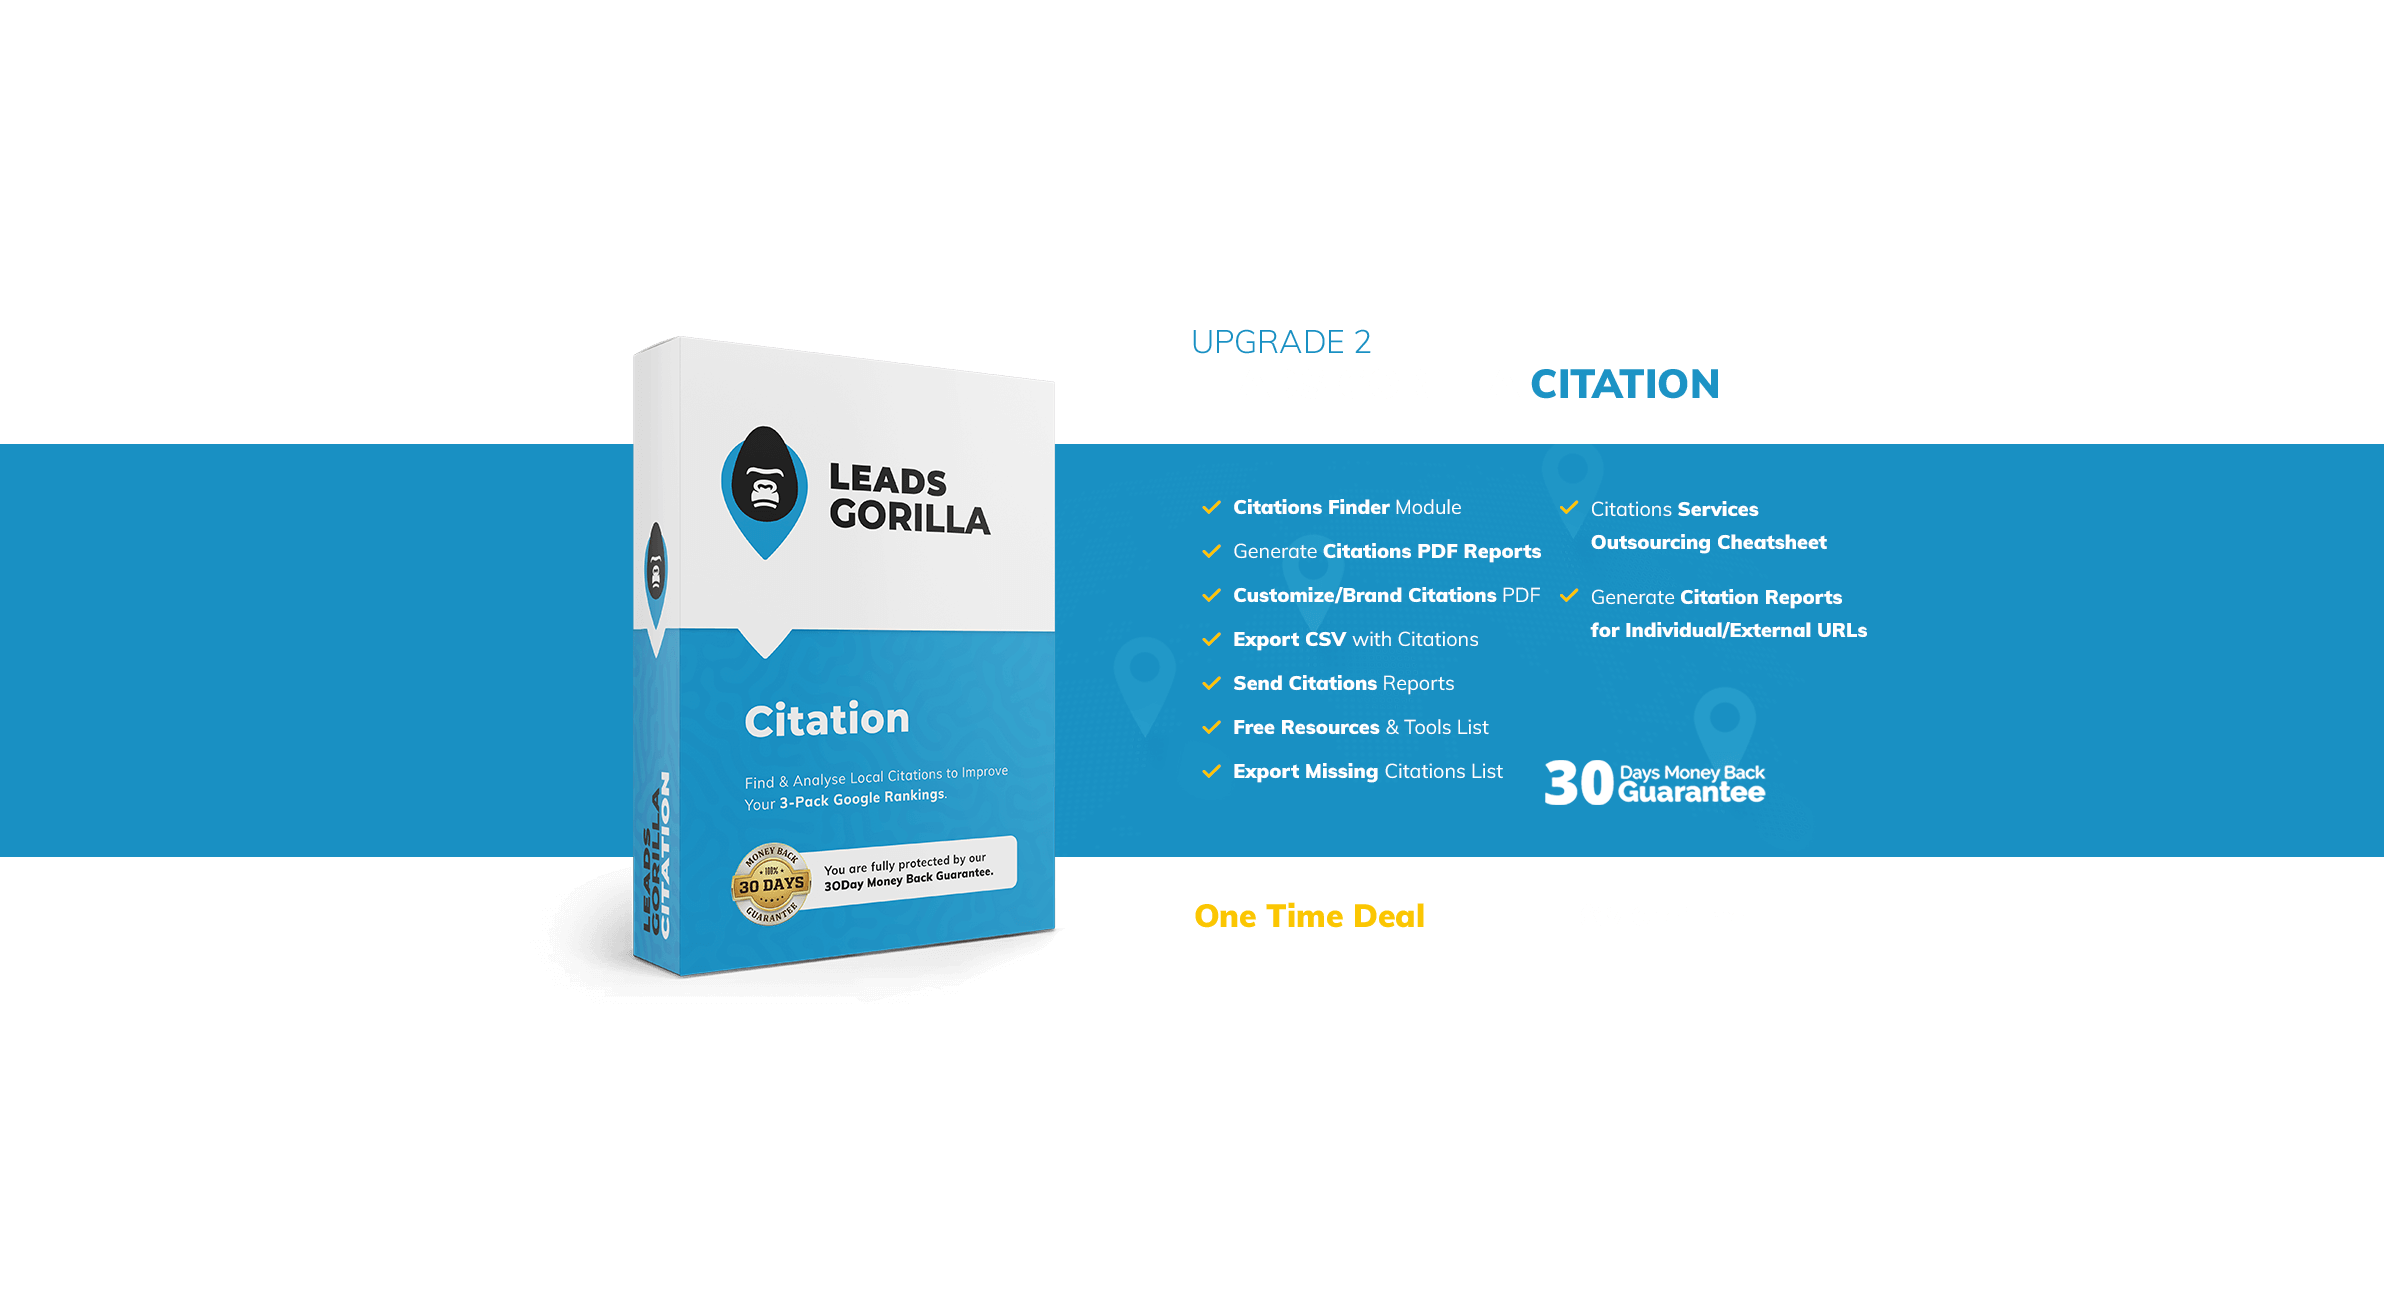 UPGRADE 2
CITATION
LEADS
GORILLA
Citation
Find & Analyse Local Citations to Improve
Your 3-Pack Google Rankings.
MONEY BACK
100%
30 DAYS
GUARANTEE
You are fully protected by our
30Day Money Back Guarantee.
LEADS
GORILLA
CITATION
Citations Finder Module
Generate Citations PDF Reports
Customize/Brand Citations PDF
Export CSV with Citations
Send Citations Reports
Free Resources & Tools List
Export Missing Citations List
Citations Services
Outsourcing Cheatsheet
Generate Citation Reports
for Individual/External URLs
30 Days Money Back
Guarantee
One Time Deal